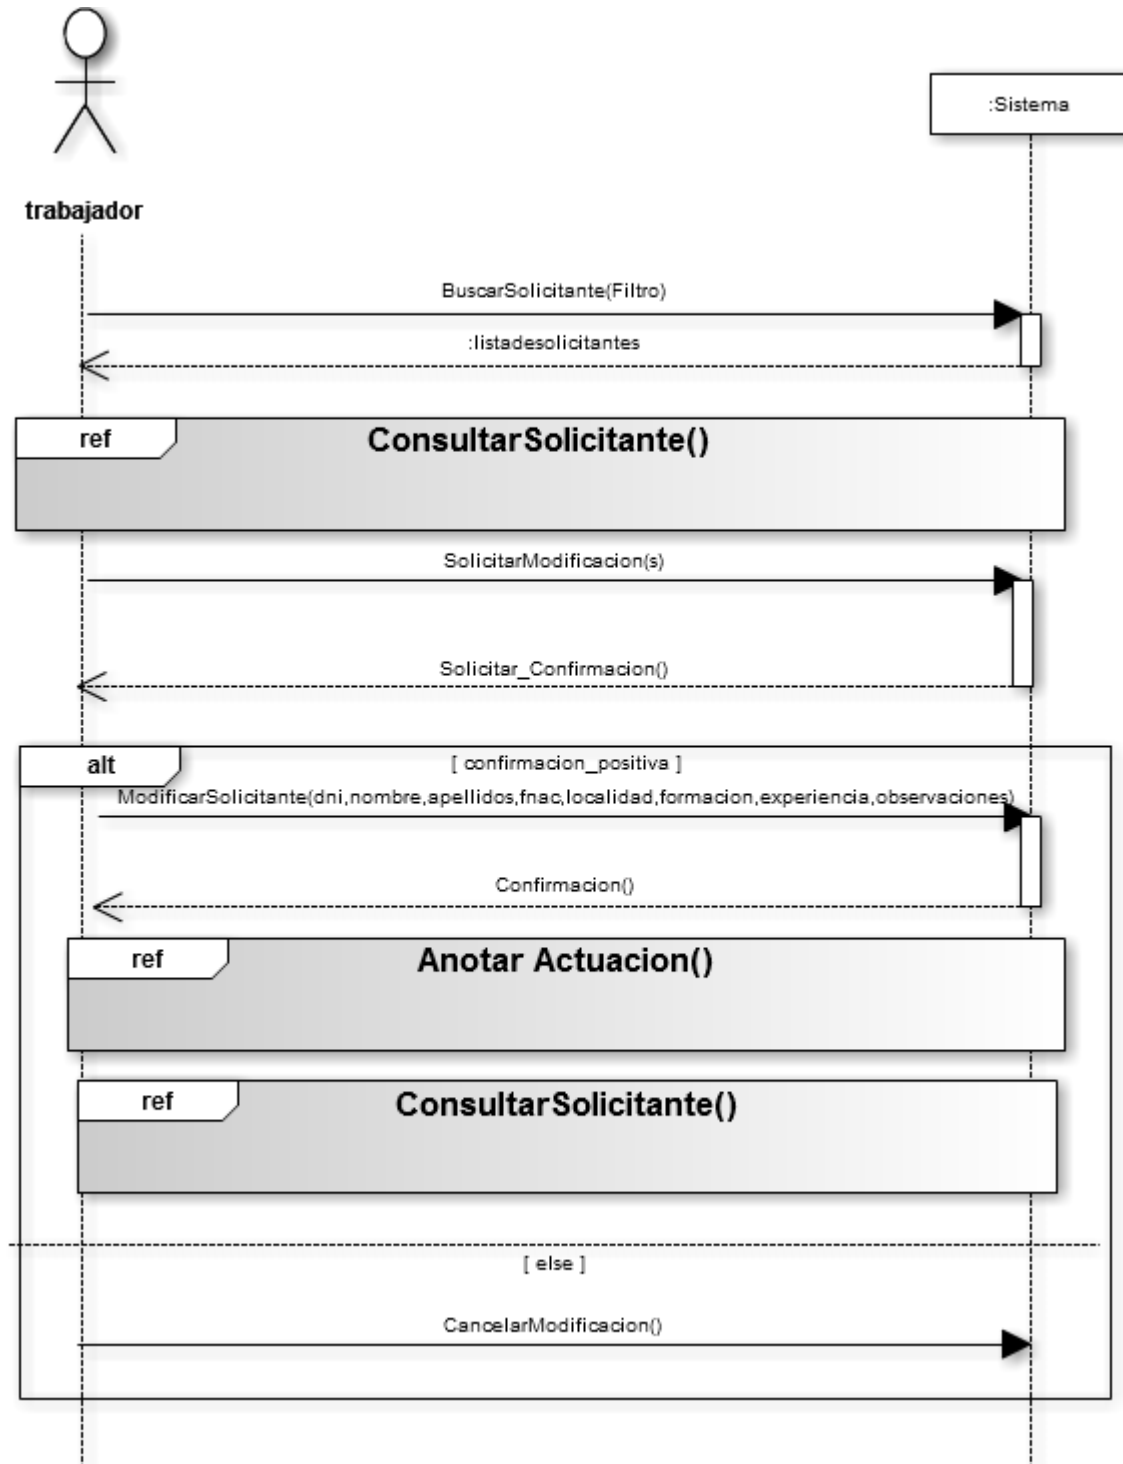 :Sistema
trabajador
BuscarSolicitante(Filtro)
:listadesolicitantes
ref
ConsultarSolicitante()
SolicitarModificacion(s)
Solicitar_Confirmacion()
alt
[ confirmacion_positiva ]
ModificarSolicitante(dni,nombre,apellidos,fnac,localidad,formacion,experiencia,observaciones)
Confirmacion()
ref
Anotar Actuacion()
ref
ConsultarSolicitante()
[ else ]
CancelarModificacion()